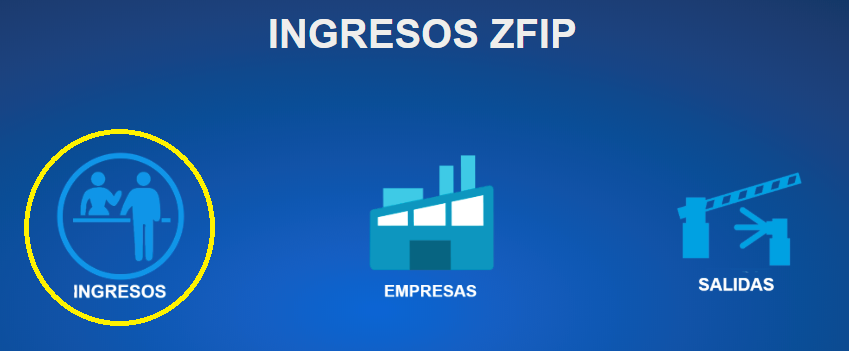 INGRESOS ZFIP
INGRESOS
EMPRESAS
SALIDAS